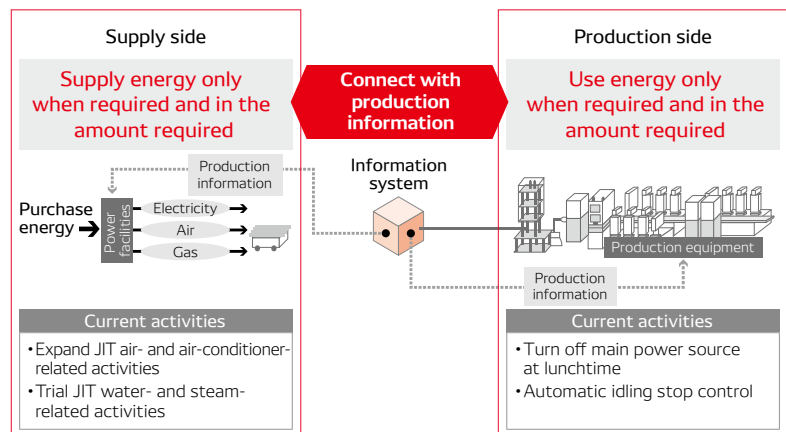 Supply side
Supply energy only
when required and in the
amount required
Connect with
production
information
Production side
Use energy only
when required and in the
amount required
Production
information
Information
system
Purchase
energy
Power
facilities
Electricity
Air
Gas
Production equipment
Production
information
Current activities
•Expand JIT air- and air-conditioner-
related activities
•Trial JIT water- and steam-
related activities
Current activities
•Turn off main power source
at lunchtime
•Automatic idling stop control